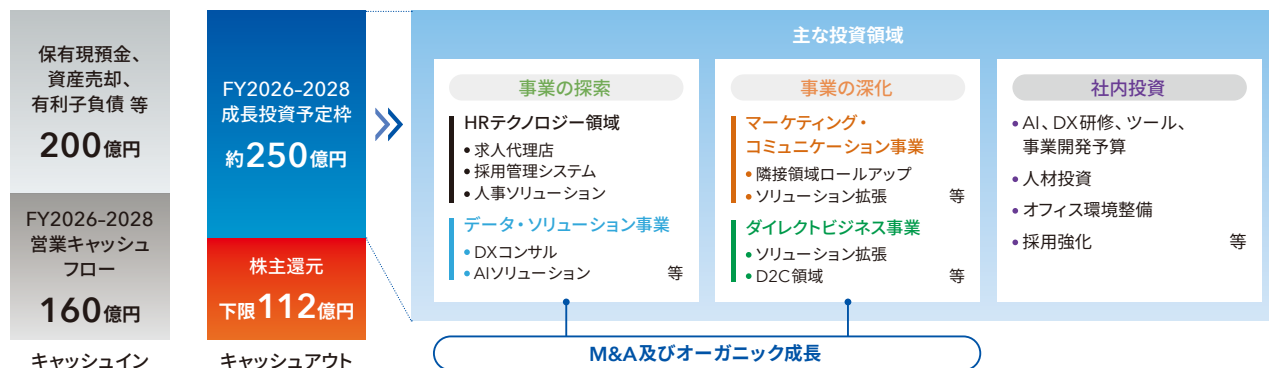 保有現預金、
資産売却、
有利子負債 等
200億円
FY2026-2028
営業キャッシュ
フロー
160億円
キャッシュイン
FY2026-2028
成長投資予定枠
約250億円
株主還元
下限112億円
キャッシュアウト
主な投資領域
事業の探索
HRテクノロジー領域
•求人代理店
•採用管理システム
•人事ソリューション
データ・ソリューション事業
•DXコンサル
•AIソリューション 等
事業の深化
マーケティング・
コミュニケーション事業
•隣接領域ロールアップ
•ソリューション拡張 等
ダイレクトビジネス事業
•ソリューション拡張
•D2C領域 等
社内投資
•AI、DX研修、ツール、
事業開発予算
•人材投資
•オフィス環境整備
•採用強化 等
M&A及びオーガニック成長